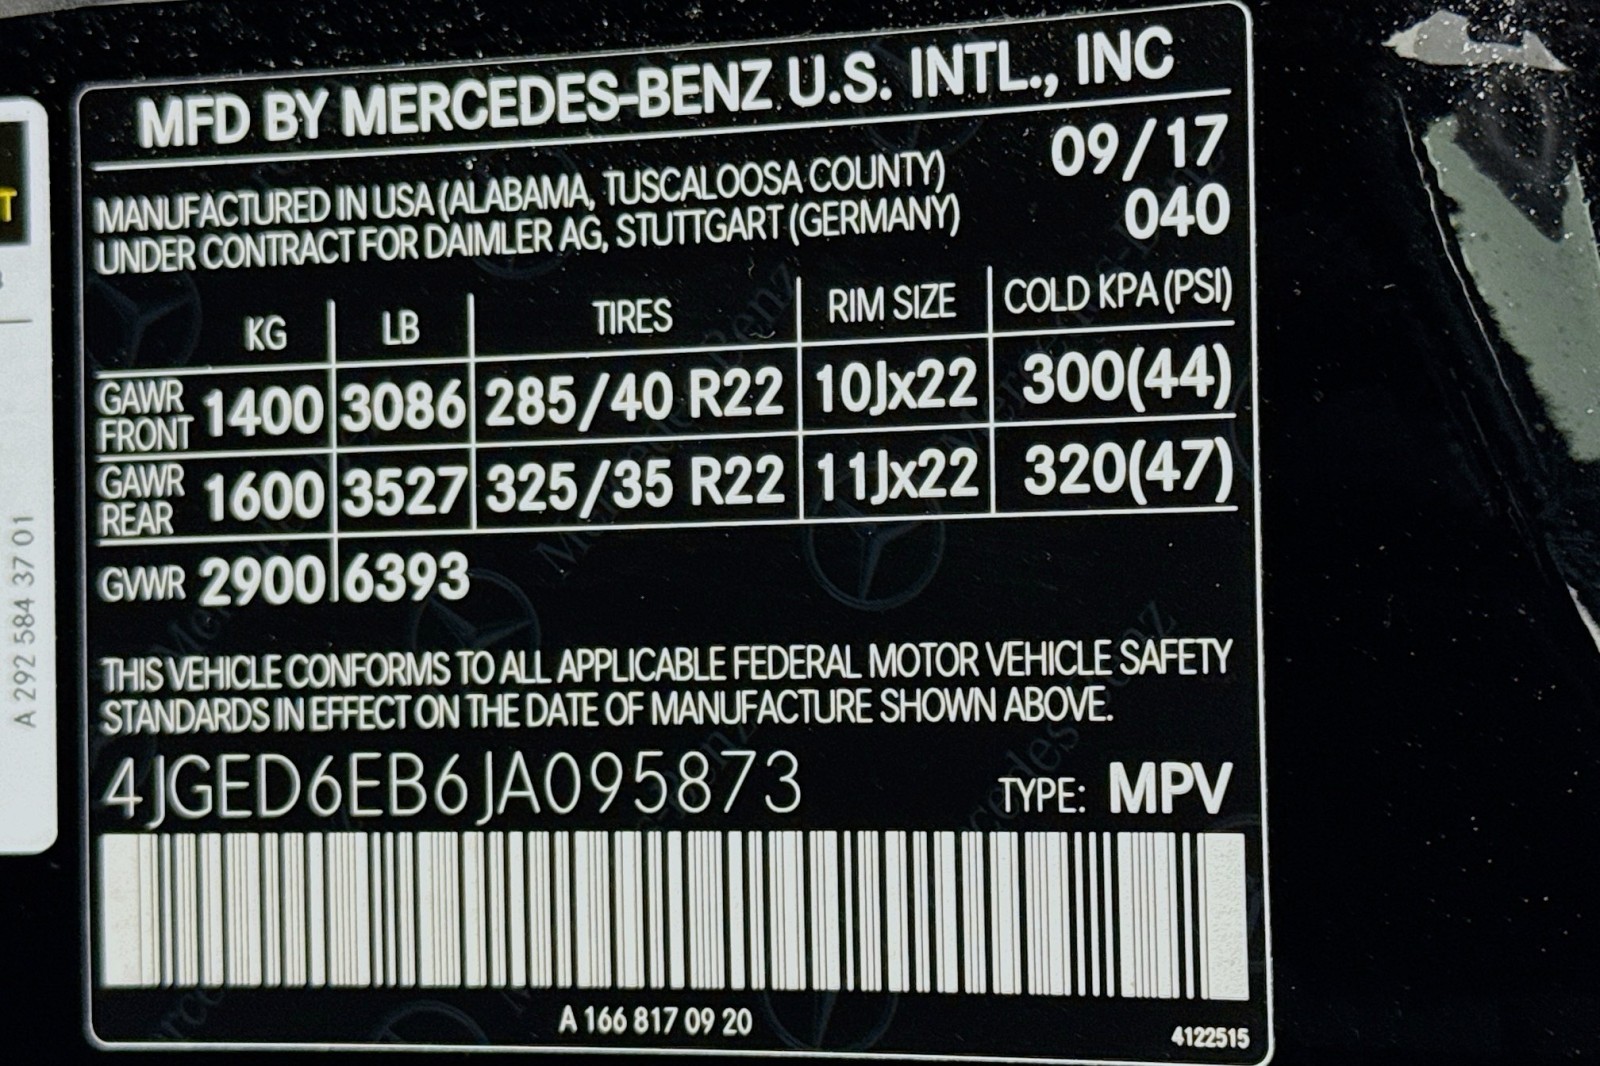 MFD BY MERCEDES-BENZ U.S. INTL., INC
MANUFACTURED IN USA (ALABAMA, TUSCALOOSA COUNTY) 09/17
UNDER CONTRACT FOR DAIMLER AG, STUTTGART (GERMANY) 040
KG LB TIRES RIM SIZE COLD KPA (PSI)
GAWR FRONT 1400 3086 285/40 R22 10Jx22 300(44)
GAWR REAR 1600 3527 325/35 R22 11Jx22 320(47)
GVWR 2900 6393
THIS VEHICLE CONFORMS TO ALL APPLICABLE FEDERAL MOTOR VEHICLE SAFETY
STANDARDS IN EFFECT ON THE DATE OF MANUFACTURE SHOWN ABOVE.
4JGED6EB6JA095873 TYPE: MPV
A 166 817 09 20
4122515
A 292 584 37 01
T
Mercedes-Benz